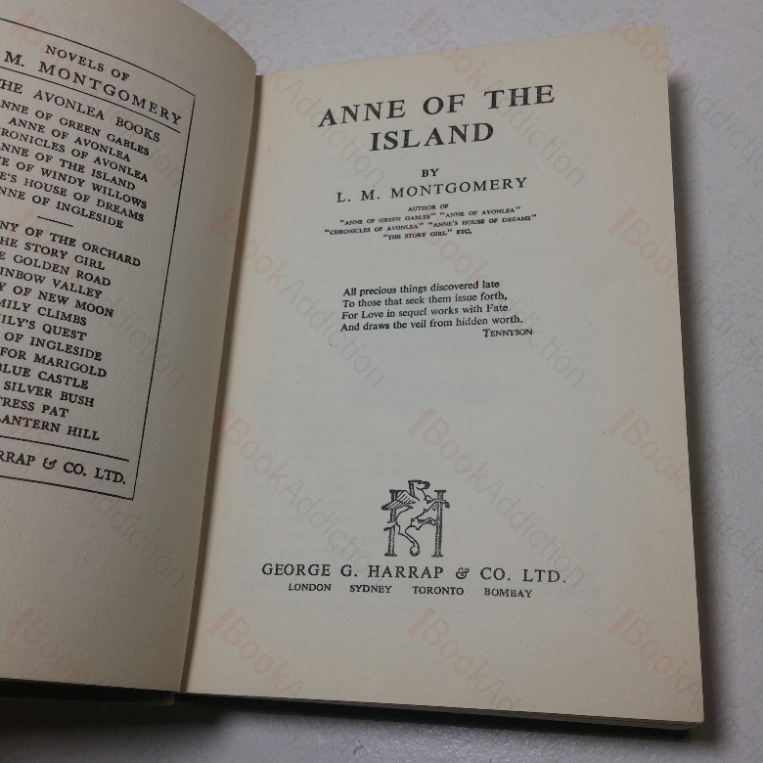 NOVELS OF
M. MONTGOMERY
THE AVONLEA BOOKS
ANNE OF GREEN GABLES
ANNE OF AVONLEA
CHRONICLES OF AVONLEA
ANNE OF THE ISLAND
OF WINDY WILLOWS
HOUSE OF DREAMS
ANNE OF INGLESIDE
OF THE ORCHARD
THE STORY GIRL
GOLDEN ROAD
RAINBOW VALLEY
OF NEW MOON
CLIMBS
QUEST
OF INGLESIDE
FOR MARIGOLD
BLUE CASTLE
SILVER BUSH
PAT
LANTERN HILL
& CO. LTD.
ANNE OF THE
ISLAND
BY
L. M. MONTGOMERY
AUTHOR OF
"ANNE OF GREEN GABLES" "ANNE OF AVONLEA"
"CHRONICLES OF AVONLEA" "ANNE'S HOUSE OF DREAMS"
"THE STORY GIRL" ETC.
All precious things discovered late
To those that seek them issue forth,
For Love in sequel works with Fate
And draws the veil from hidden worth.
TENNYSON
H
GEORGE G. HARRAP & CO. LTD.
LONDON SYDNEY TORONTO BOMBAY
BookAddiction